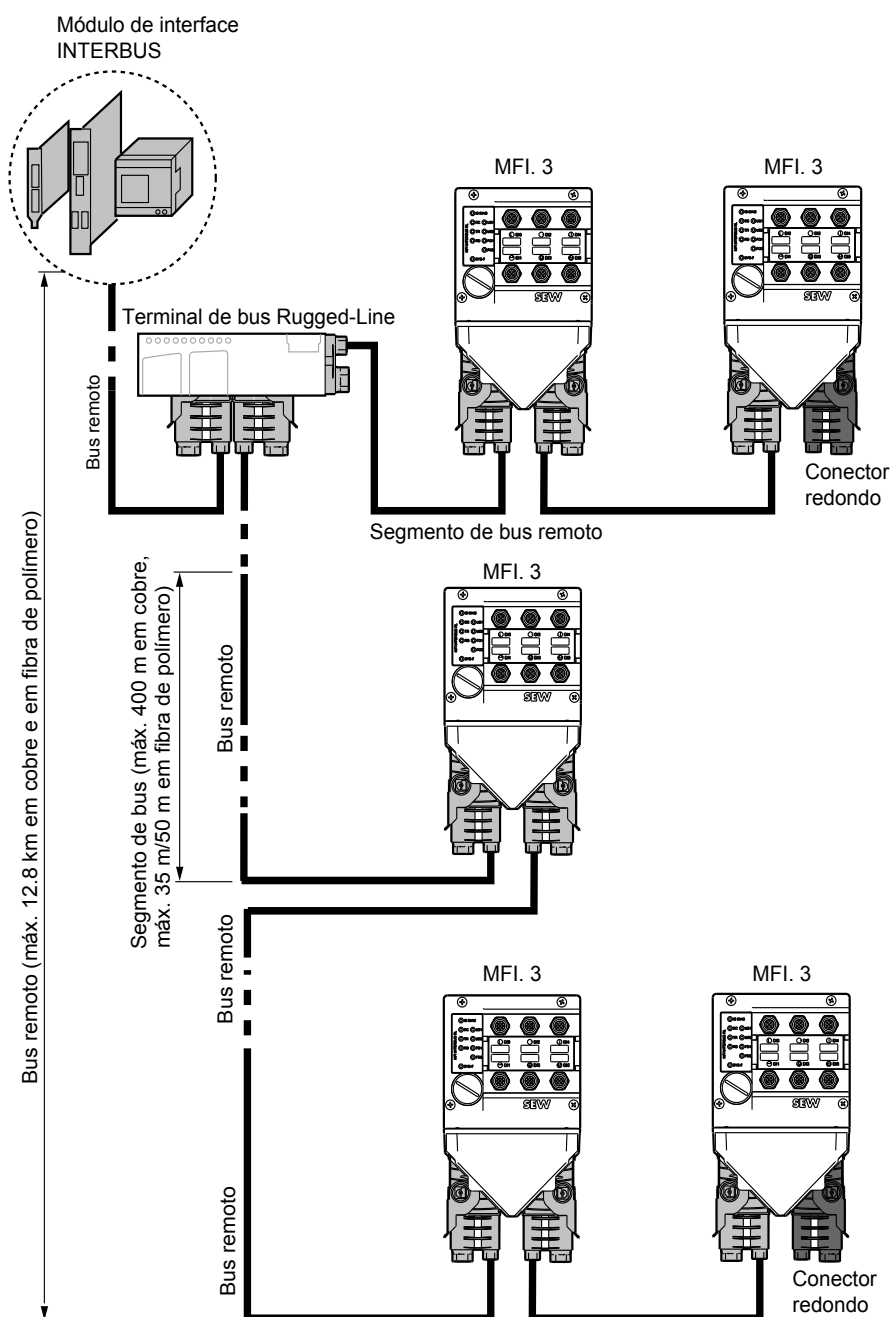 Módulo de interface
INTERBUS
MFI. 3
MFI. 3
SEW
SEW
Terminal de bus Rugged-Line
Bus remoto
Conector
redondo
Segmento de bus remoto
Bus remoto (máx. 12.8 km em cobre e em fibra de polímero)
Segmento de bus (máx. 400 m em cobre,
máx. 35 m/50 m em fibra de polímero)
Bus remoto
MFI. 3
SEW
Bus remoto
MFI. 3
MFI. 3
SEW
SEW
Bus remoto
Conector
redondo